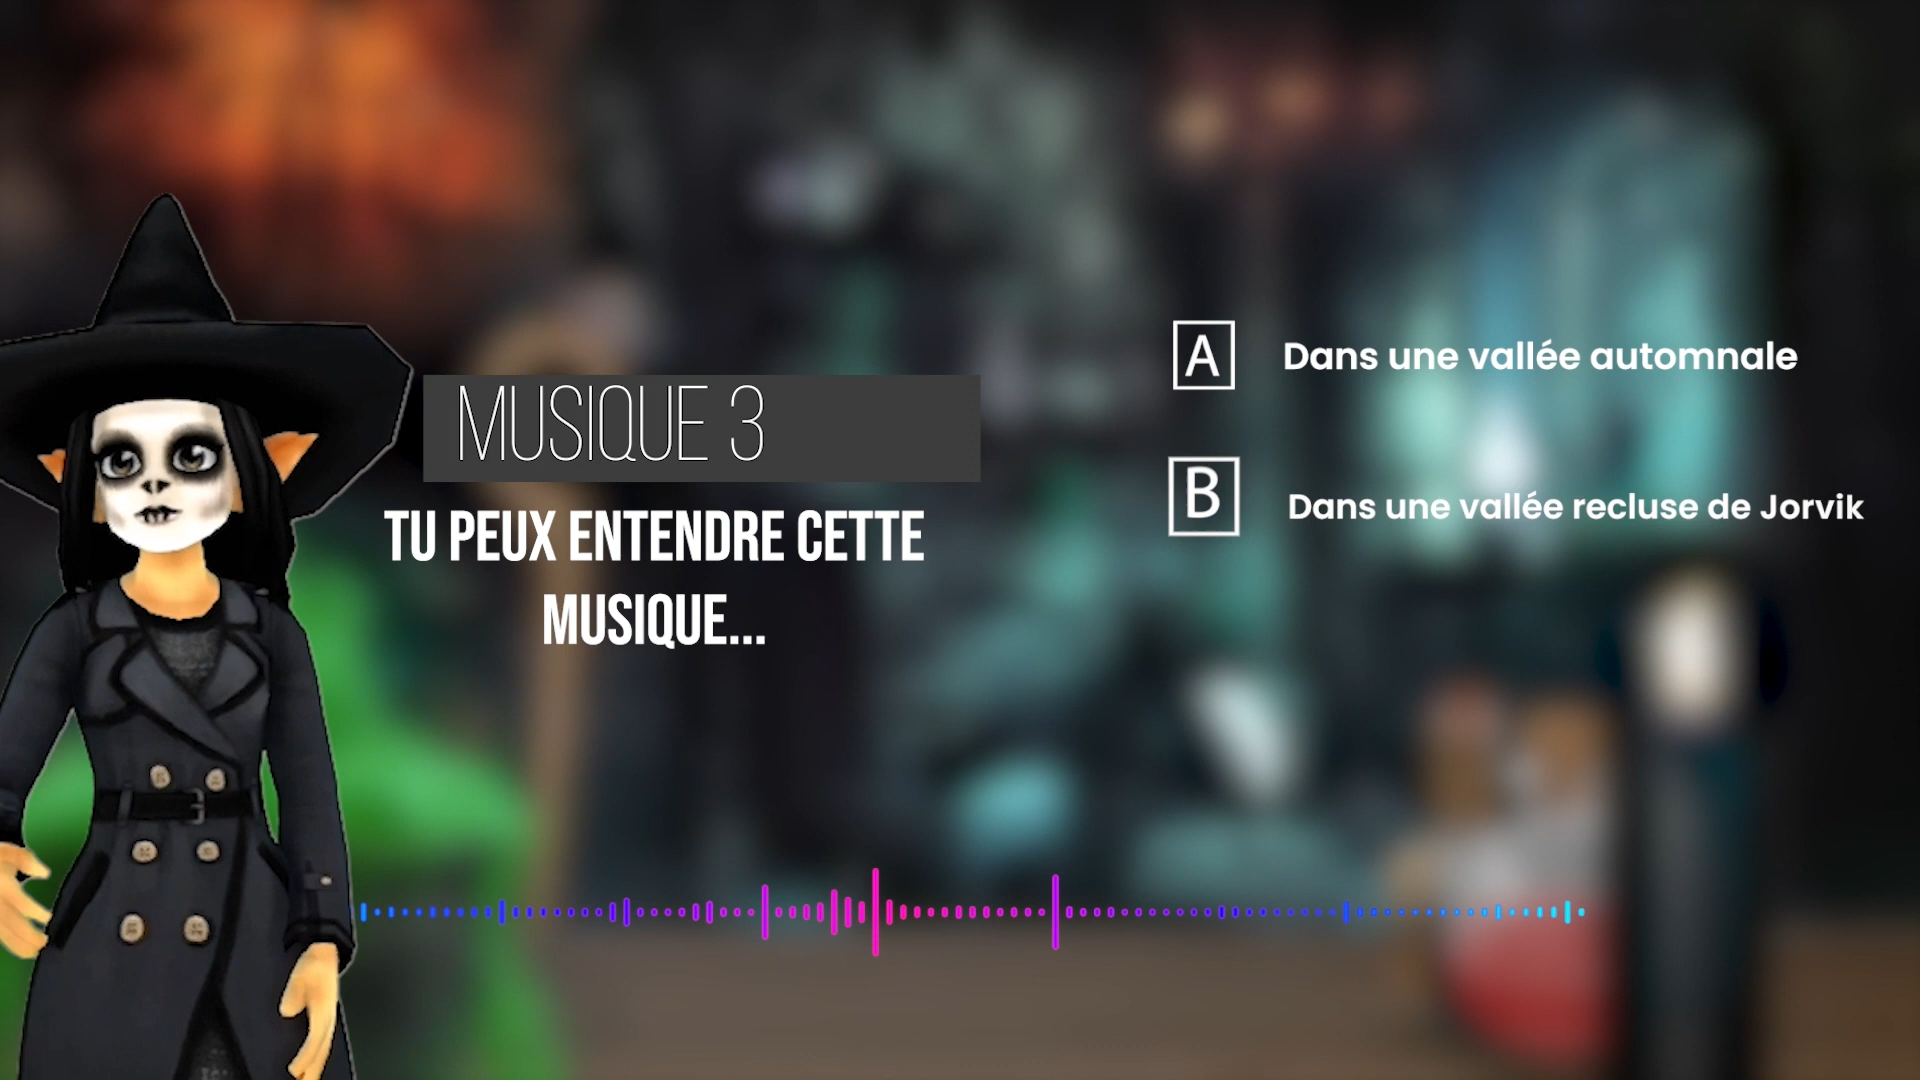 MUSIQUE 3
TU PEUX ENTENDRE CETTE
MUSIQUE...
A Dans une vallée automnale
B Dans une vallée recluse de Jorvik